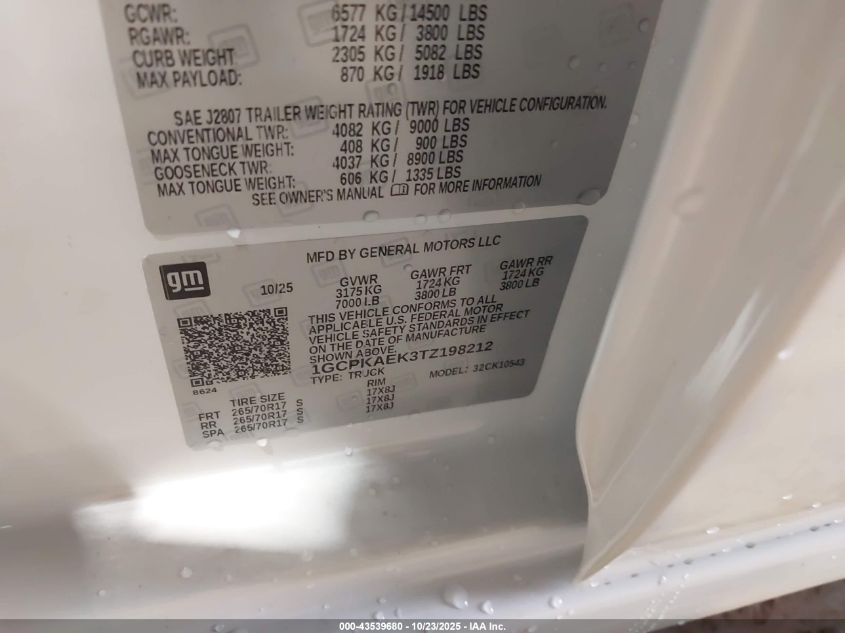 GCWR: 6577 KG/ 14500 LBS
RGAWR: 1724 KG/ 3800 LBS
CURB WEIGHT: 2305 KG/ 5082 LBS
MAX PAYLOAD: 870 KG/ 1918 LBS
SAE J2807 TRAILER WEIGHT RATING (TWR) FOR VEHICLE CONFIGURATION.
CONVENTIONAL TWR: 4082 KG/ 9000 LBS
MAX TONGUE WEIGHT: 408 KG/ 900 LBS
GOOSENECK TWR: 4037 KG/ 8900 LBS
MAX TONGUE WEIGHT: 606 KG/ 1335 LBS
SEE OWNER'S MANUAL FOR MORE INFORMATION
gm
MFD BY GENERAL MOTORS LLC
10/25 GVWR GAWR FRT GAWR RR
3175 KG 1724 KG 1724 KG
7000 LB 3800 LB 3800 LB
THIS VEHICLE CONFORMS TO ALL
APPLICABLE U.S. FEDERAL MOTOR
VEHICLE SAFETY STANDARDS IN EFFECT
ON THE DATE OF MANUFACTURE
SHOWN ABOVE.
1GCPKAEK3TZ198212
TYPE: TRUCK MODEL: 32CK10543
8624
TIRE SIZE RIM
FRT 265/70R17 S 17X8J
RR 265/70R17 S 17X8J
SPA 265/70R17 S 17X8J
000-43539680 - 10/23/2025 - IAA Inc.